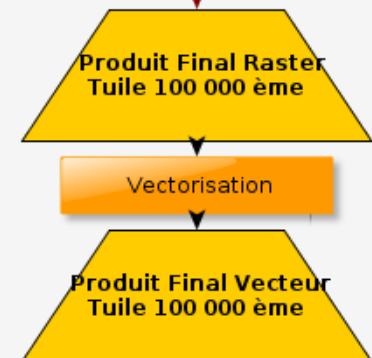 Produit Final Raster
Tuile 100 000 ème
Vectorisation
Produit Final Vecteur
Tuile 100 000 ème